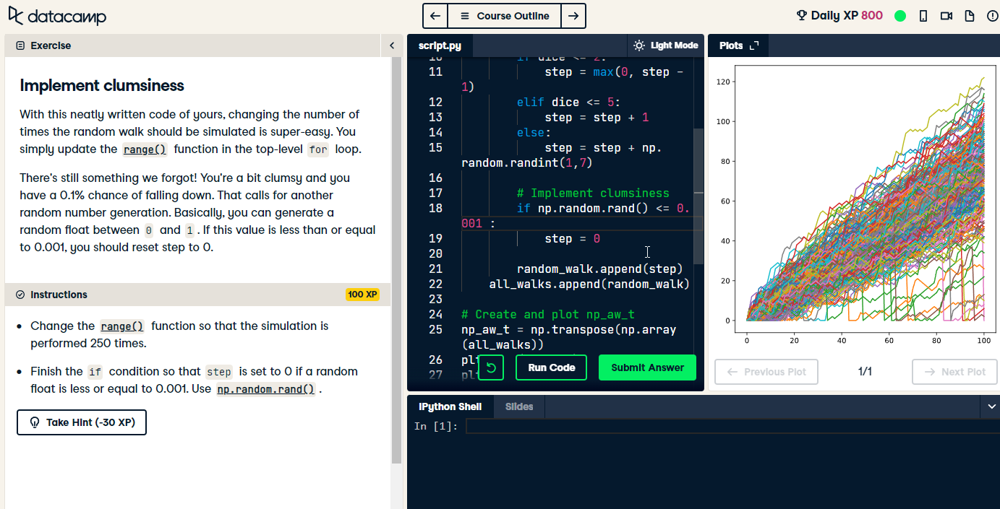 datacamp
Course Outline
Daily XP 800
Exercise
Implement clumsiness
With this neatly written code of yours, changing the number of
times the random walk should be simulated is super-easy. You
simply update the range() function in the top-level for loop.
There's still something we forgot! You're a bit clumsy and you
have a 0.1% chance of falling down. That calls for another
random number generation. Basically, you can generate a
random float between 0 and 1. If this value is less than or equal
to 0.001, you should reset step to 0.
Instructions
100 XP
Change the range() function so that the simulation is
performed 250 times.
Finish the if condition so that step is set to 0 if a random
float is less or equal to 0.001. Use np.random.rand().
Take Hint (-30 XP)
script.py
Light Mode
10 if dice <= 2:
11 step = max(0, step -
1)
12 elif dice <= 5:
13 step = step + 1
14 else:
15 step = step + np.
random.randint(1,7)
16
17 # Implement clumsiness
18 if np.random.rand() <= 0.
001 :
19 step = 0
20
21 random_walk.append(step)
22 all_walks.append(random_walk)
23
24 # Create and plot np_aw_t
25 np_aw_t = np.transpose(np.array
(all_walks))
26 plt
27 plt
Run Code
Submit Answer
Plots
120
100
80
60
40
20
0
0 20 40 60 80 100
Previous Plot
1/1
Next Plot
IPython Shell
Slides
In [1]: